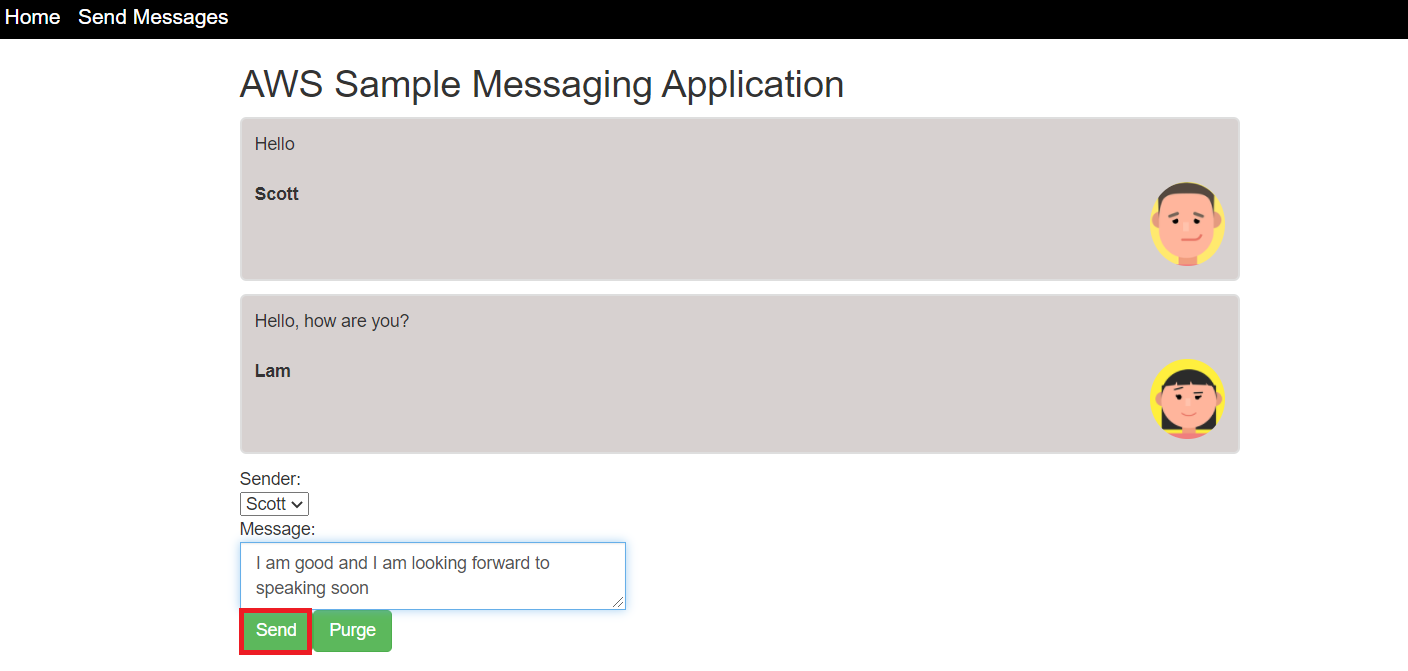 Home Send Messages
AWS Sample Messaging Application
Hello
Scott
Hello, how are you?
Lam
Sender:
Scott
Message:
I am good and I am looking forward to
speaking soon
Send Purge